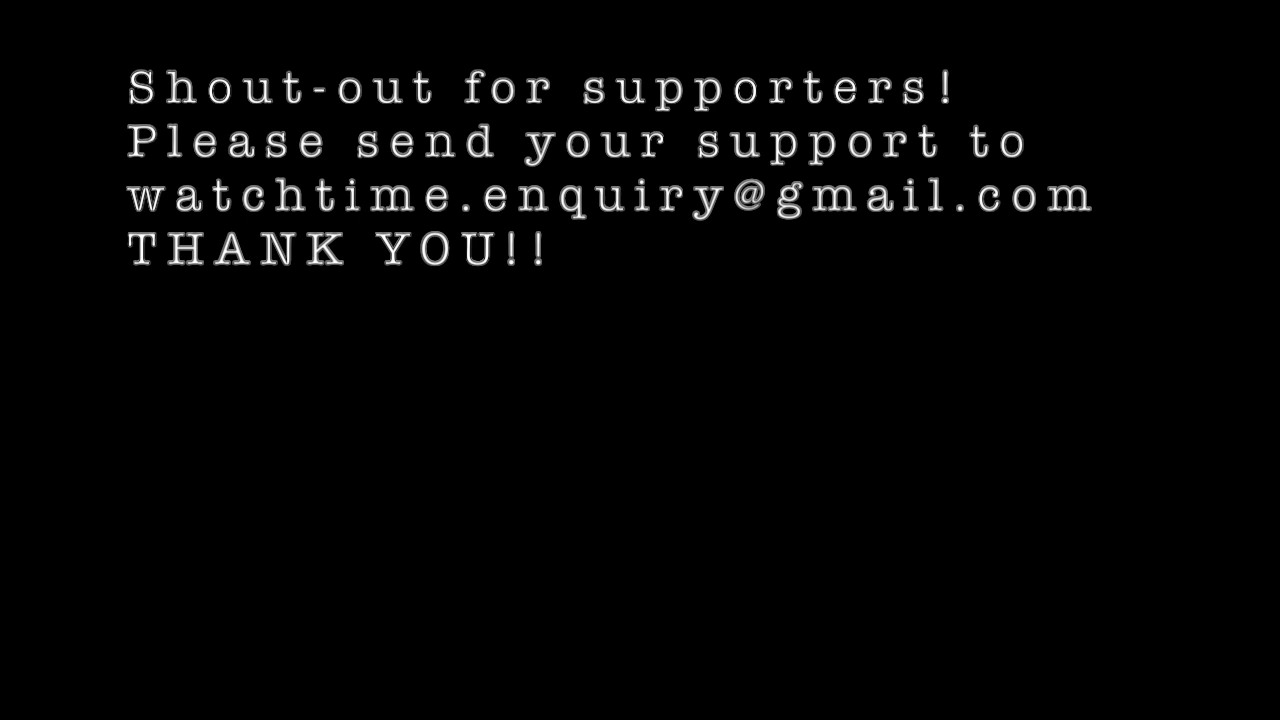 Shout-out for supporters!
Please send your support to
watchtime.enquiry@gmail.com
THANK YOU!!